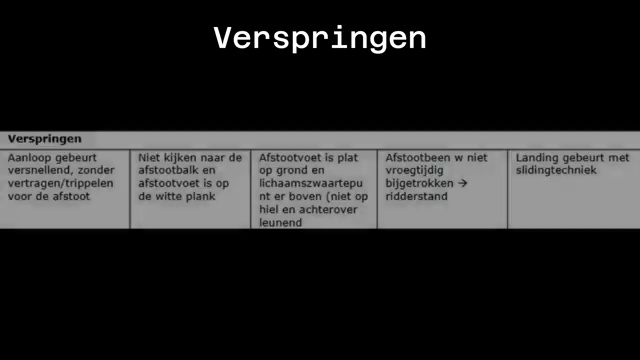 Verspringen
Verspringen
Aanloop gebeurt
versnellend, zonder
vertragen/trippelen
voor de afstoot
Niet kijken naar de
afstootbalk en
afstootvoet is op
de witte plank
Afstootvoet is plat
op grond en
lichaamszwaartepu
nt er boven (niet op
hiel en achterover
leunend
Afstootbeen w niet
vroegtijdig
bijgetrokken →
ridderstand
Landing gebeurt met
slidingtechniek